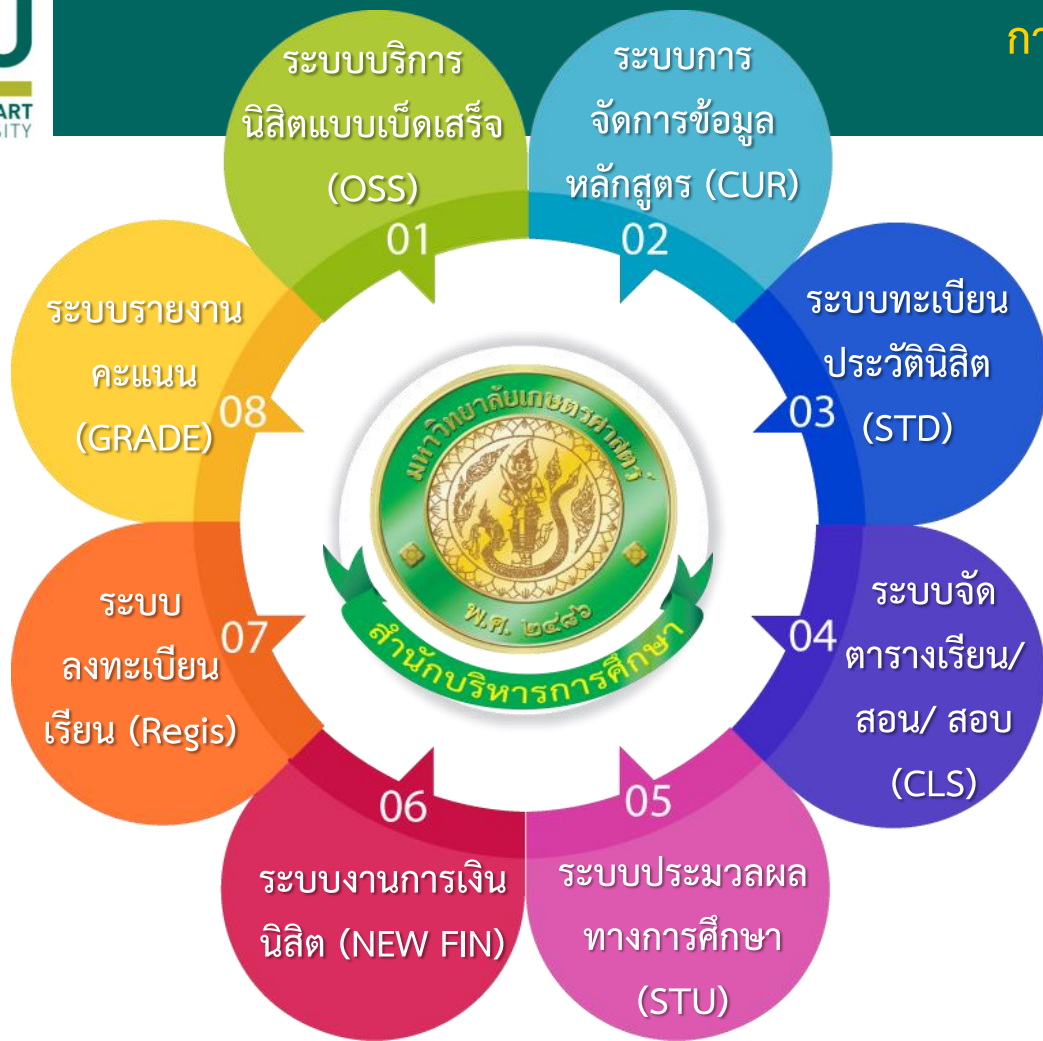 ART
SITY
กา
ระบบบริการ
นิสิตแบบเบ็ดเสร็จ
(OSS)
01
ระบบการ
จัดการข้อมูล
หลักสูตร (CUR)
02
ระบบทะเบียน
ประวัตินิสิต
(STD)
03
ระบบจัด
ตารางเรียน/
สอน/ สอบ
(CLS)
04
ระบบประมวลผล
ทางการศึกษา
(STU)
05
ระบบงานการเงิน
นิสิต (NEW FIN)
06
ระบบ
ลงทะเบียน
เรียน (Regis)
07
ระบบรายงาน
คะแนน
(GRADE)
08
มหาวิทยาลัยเกษตรศาสตร์
พ.ศ. ๒๔๘๖
สำนักบริหารการศึกษา